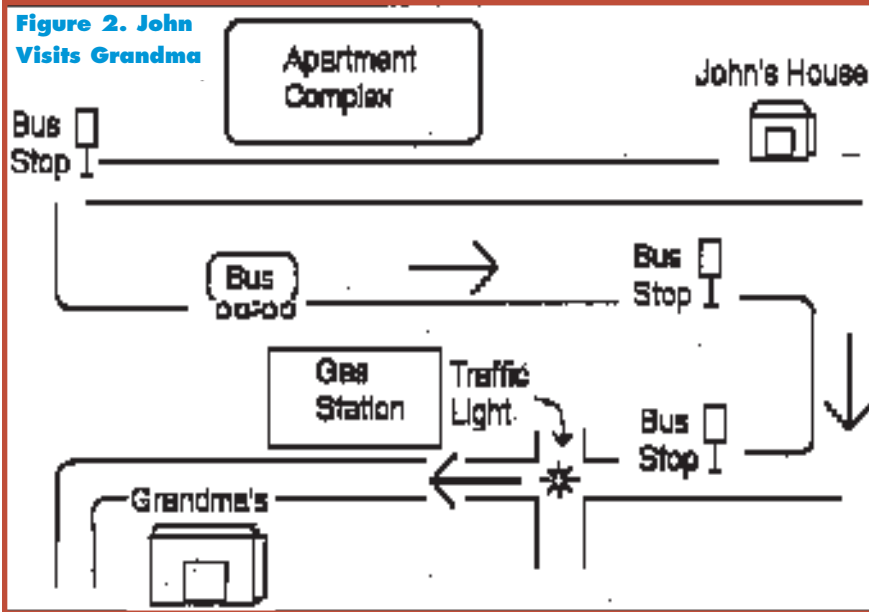 Figure 2. John
Visits Grandma
Apartment
Complex
John's House
Bus
Stop
Bus
Bus
Stop
Gas
Station
Traffic
Light
Bus
Stop
Grandma's